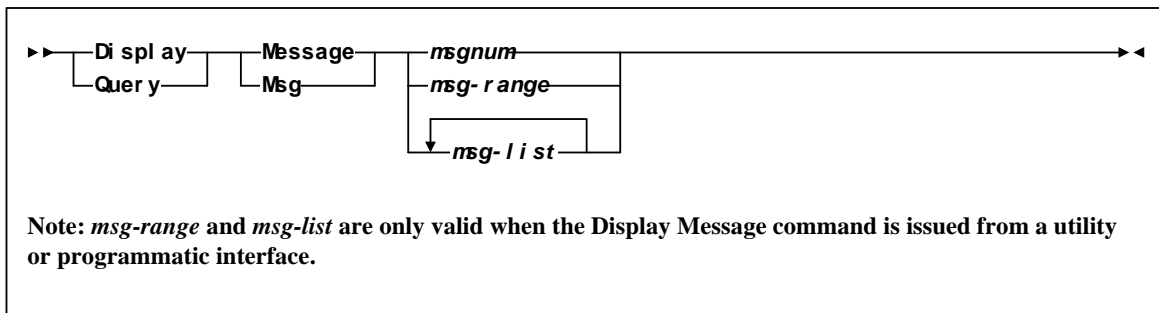 Display Message msgnum
Query Msg msg-range
msg-list
Note: msg-range and msg-list are only valid when the Display Message command is issued from a utility
or programmatic interface.